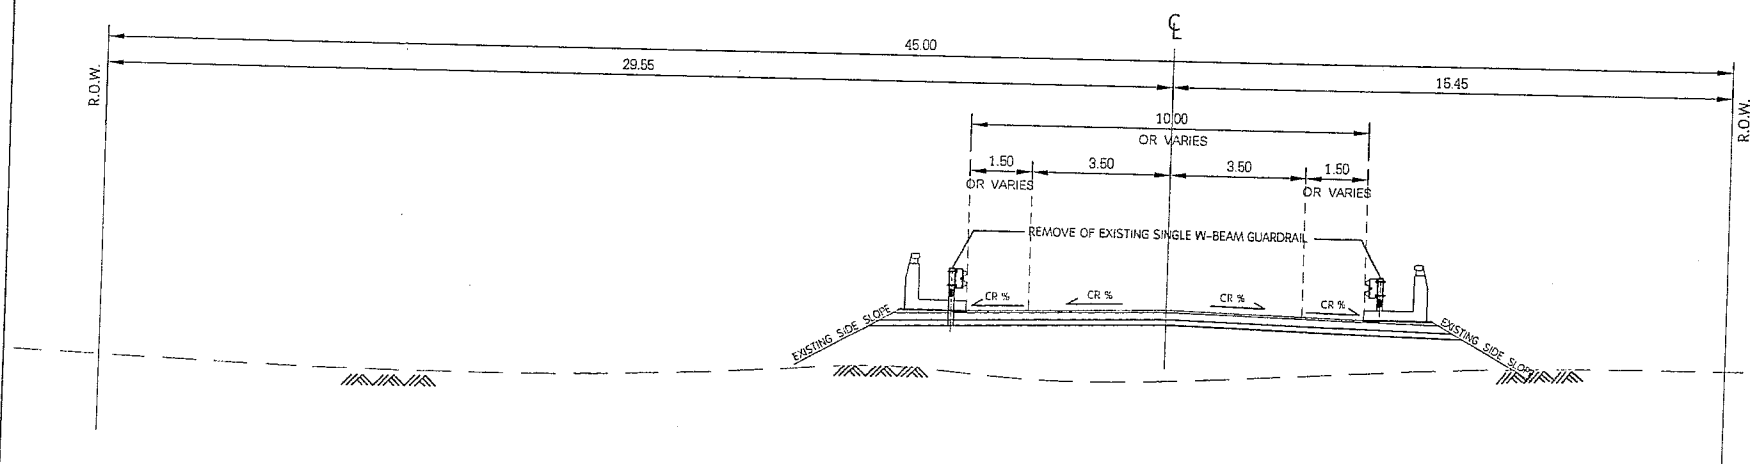 ℄
45.00
29.55
15.45
R.O.W.
R.O.W.
10.00
OR VARIES
1.50
3.50
3.50
1.50
OR VARIES
OR VARIES
REMOVE OF EXISTING SINGLE W-BEAM GUARDRAIL
CR %
CR %
CR %
CR %
EXISTING SIDE SLOPE
EXISTING SIDE SLOPE